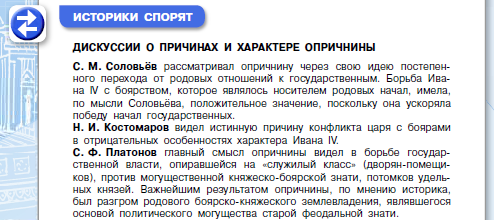 ИСТОРИКИ СПОРЯТ
ДИСКУССИИ О ПРИЧИНАХ И ХАРАКТЕРЕ ОПРИЧНИНЫ
С. М. Соловьёв рассматривал опричнину через свою идею постепен-
ного перехода от родовых отношений к государственным. Борьба Ива-
на IV с боярством, которое являлось носителем родовых начал, имела,
по мысли Соловьёва, положительное значение, поскольку она ускоряла
победу начал государственных.
Н. И. Костомаров видел истинную причину конфликта царя с боярами
в отрицательных особенностях характера Ивана IV.
С. Ф. Платонов главный смысл опричнины видел в борьбе государ-
ственной власти, опиравшейся на «служилый класс» (дворян-помещи-
ков), против могущественной княжеско-боярской знати, потомков удель-
ных князей. Важнейшим результатом опричнины, по мнению историка,
был разгром родового боярско-княжеского землевладения, являвшегося
основой политического могущества старой феодальной знати.